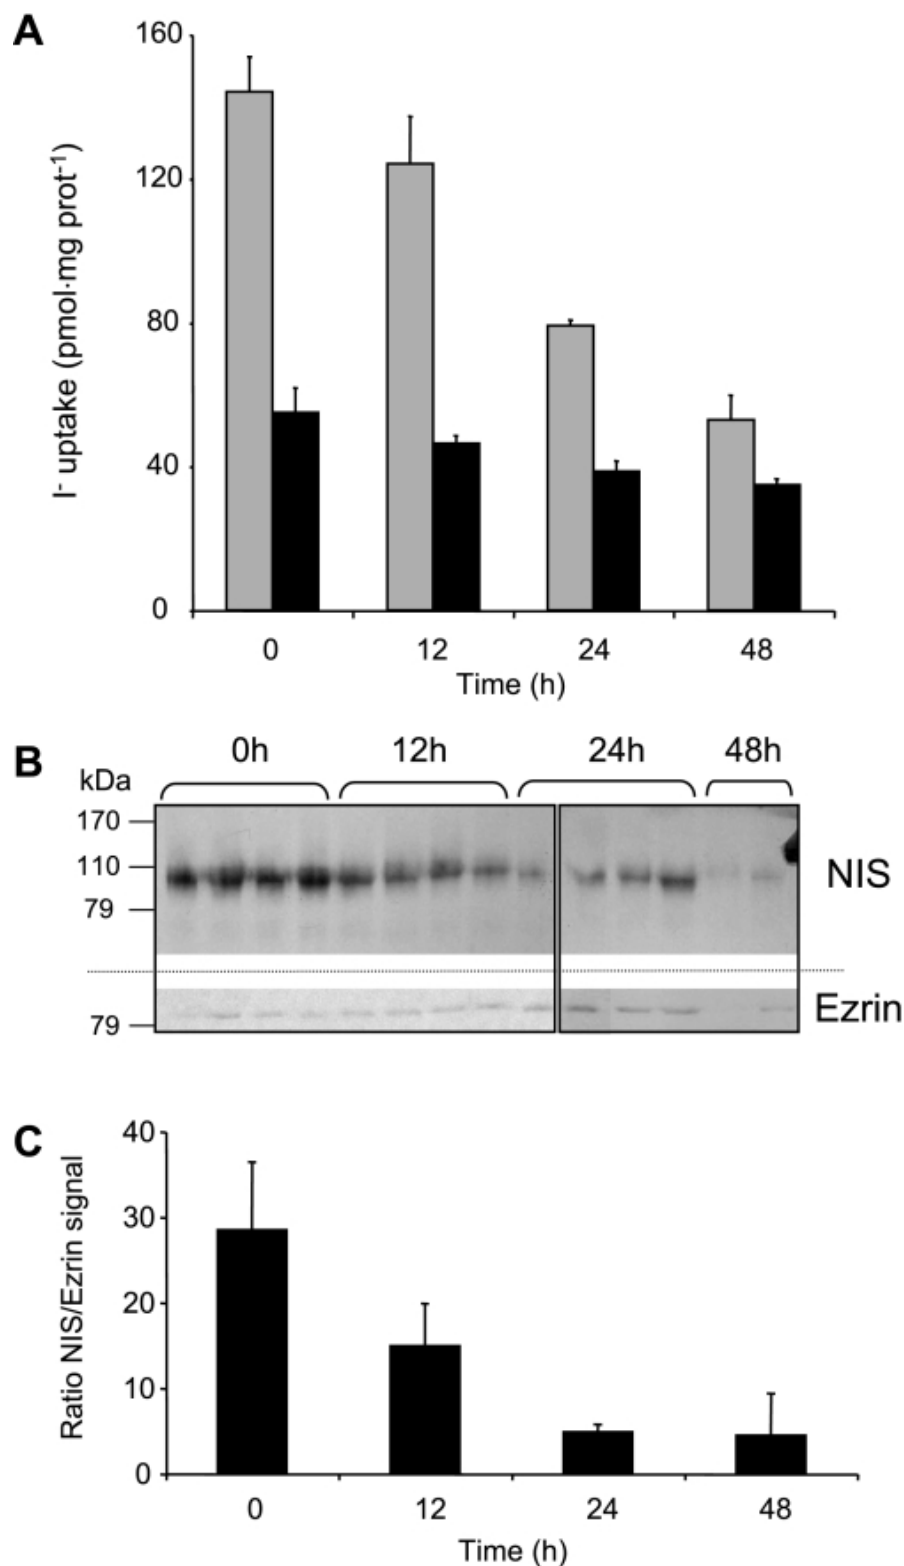 A
160
120
80
40
0
I- uptake (pmol·mg prot-1)
0 12 24 48
Time (h)
B
0h 12h 24h 48h
kDa
170
110
79
NIS
79
Ezrin
C
40
30
20
10
0
Ratio NIS/Ezrin signal
0 12 24 48
Time (h)